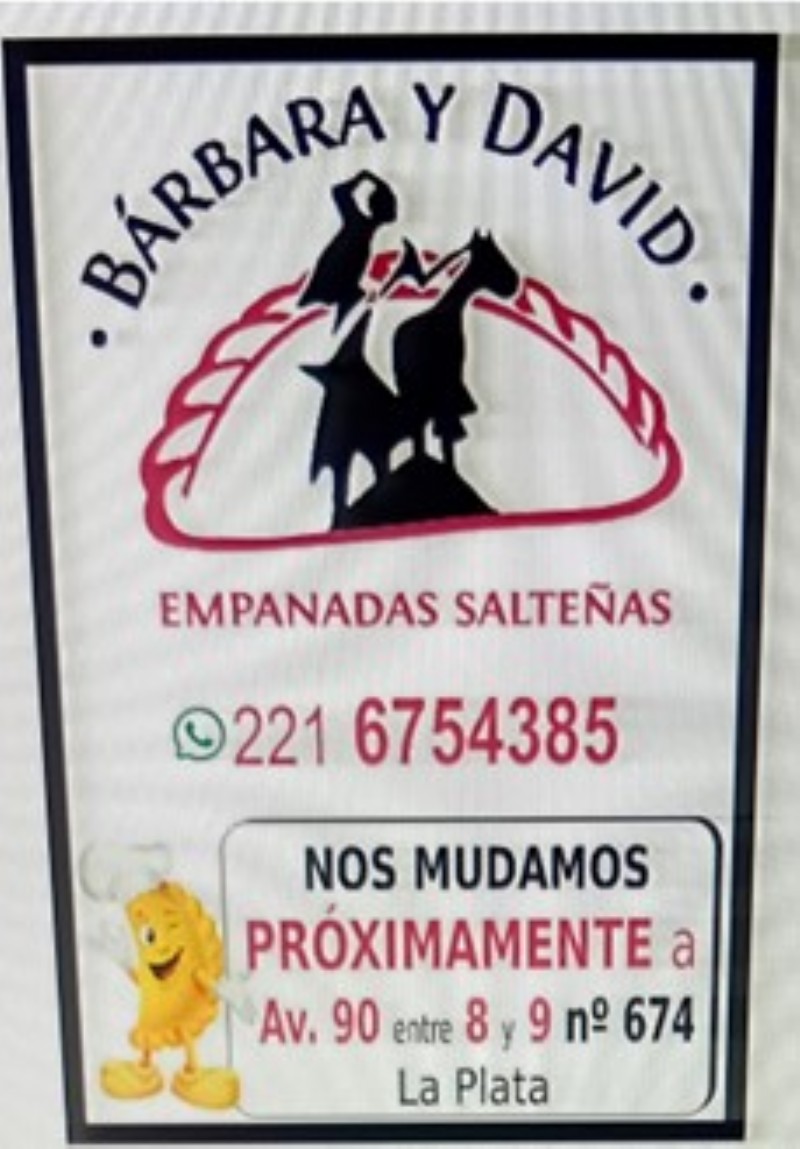 • BÁRBARA Y DAVID •
EMPANADAS SALTEÑAS
221 6754385
NOS MUDAMOS
PRÓXIMAMENTE a
Av. 90 entre 8 y 9 nº 674
La Plata